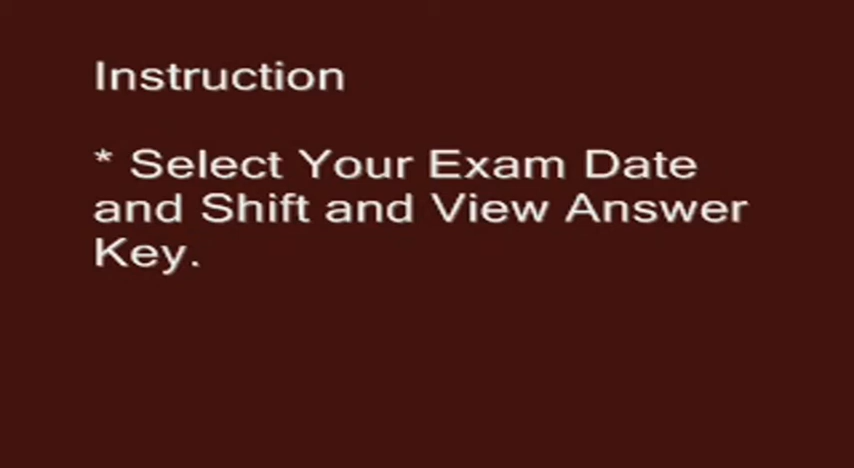 Instruction
* Select Your Exam Date
and Shift and View Answer
Key.